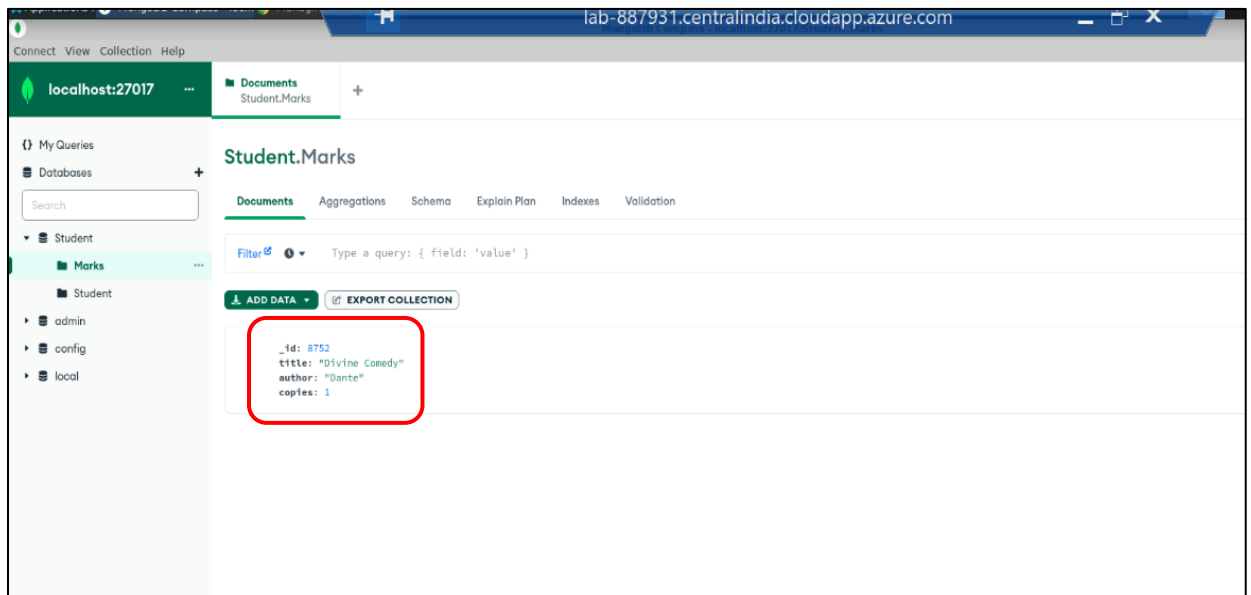 lab-887931.centralindia.cloudapp.azure.com
Connect View Collection Help
localhost:27017 ...
Documents
Student.Marks
+
{} My Queries
Databases +
Search
Student
Marks ...
Student
admin
config
local
Student.Marks
Documents Aggregations Schema Explain Plan Indexes Validation
Filter Type a query: { field: 'value' }
ADD DATA EXPORT COLLECTION
_id: 8752
title: "Divine Comedy"
author: "Dante"
copies: 1